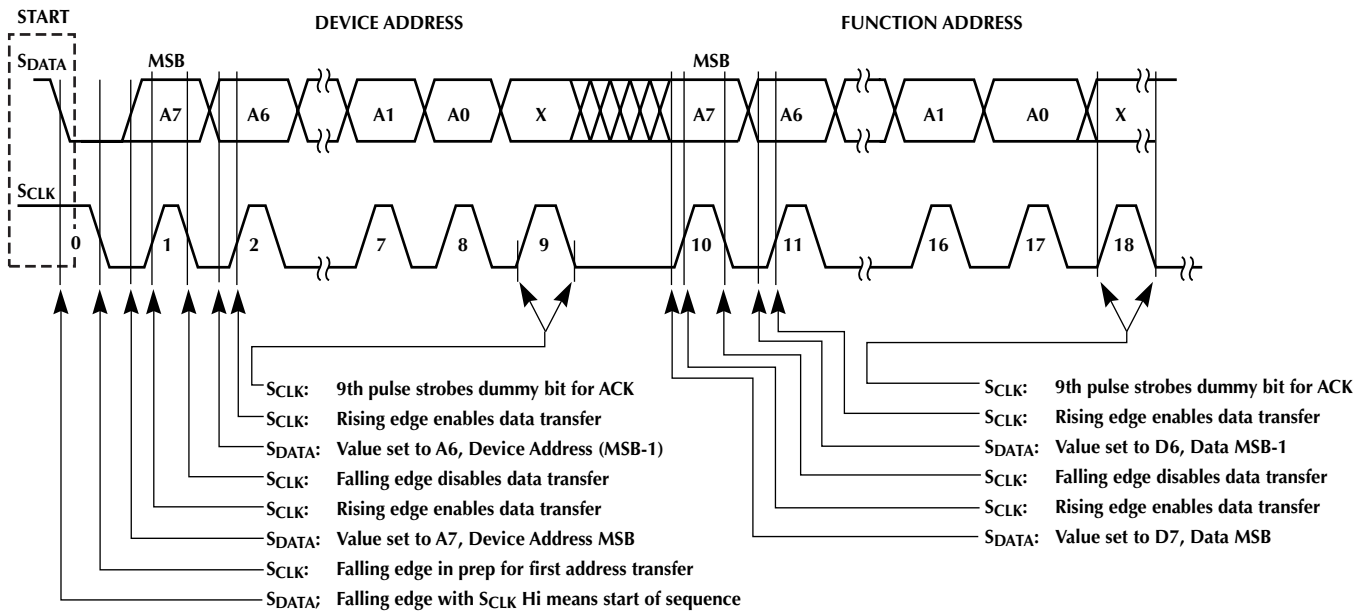 START
DEVICE ADDRESS
FUNCTION ADDRESS
SDATA
MSB
MSB
A7 A6 A1 A0 X A7 A6 A1 A0 X
SCLK
0 1 2 7 8 9 10 11 16 17 18
SCLK: 9th pulse strobes dummy bit for ACK
SCLK: Rising edge enables data transfer
SDATA: Value set to A6, Device Address (MSB-1)
SCLK: Falling edge disables data transfer
SCLK: Rising edge enables data transfer
SDATA: Value set to A7, Device Address MSB
SCLK: Falling edge in prep for first address transfer
SDATA; Falling edge with SCLK Hi means start of sequence
SCLK: 9th pulse strobes dummy bit for ACK
SCLK: Rising edge enables data transfer
SDATA: Value set to D6, Data MSB-1
SCLK: Falling edge disables data transfer
SCLK: Rising edge enables data transfer
SDATA: Value set to D7, Data MSB